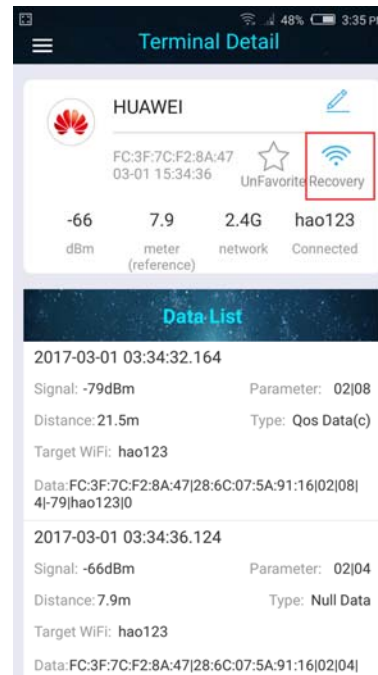 48% 3:35 PM
Terminal Detail
HUAWEI
FC:3F:7C:F2:8A:47
03-01 15:34:36
UnFavorite Recovery
-66 7.9 2.4G hao123
dBm meter network Connected
(reference)
Data List
2017-03-01 03:34:32.164
Signal: -79dBm Parameter: 02|08
Distance: 21.5m Type: Qos Data(c)
Target WiFi: hao123
Data:FC:3F:7C:F2:8A:47|28:6C:07:5A:91:16|02|08|
4|-79|hao123|0
2017-03-01 03:34:36.124
Signal: -66dBm Parameter: 02|04
Distance: 7.9m Type: Null Data
Target WiFi: hao123
Data:FC:3F:7C:F2:8A:47|28:6C:07:5A:91:16|02|04|